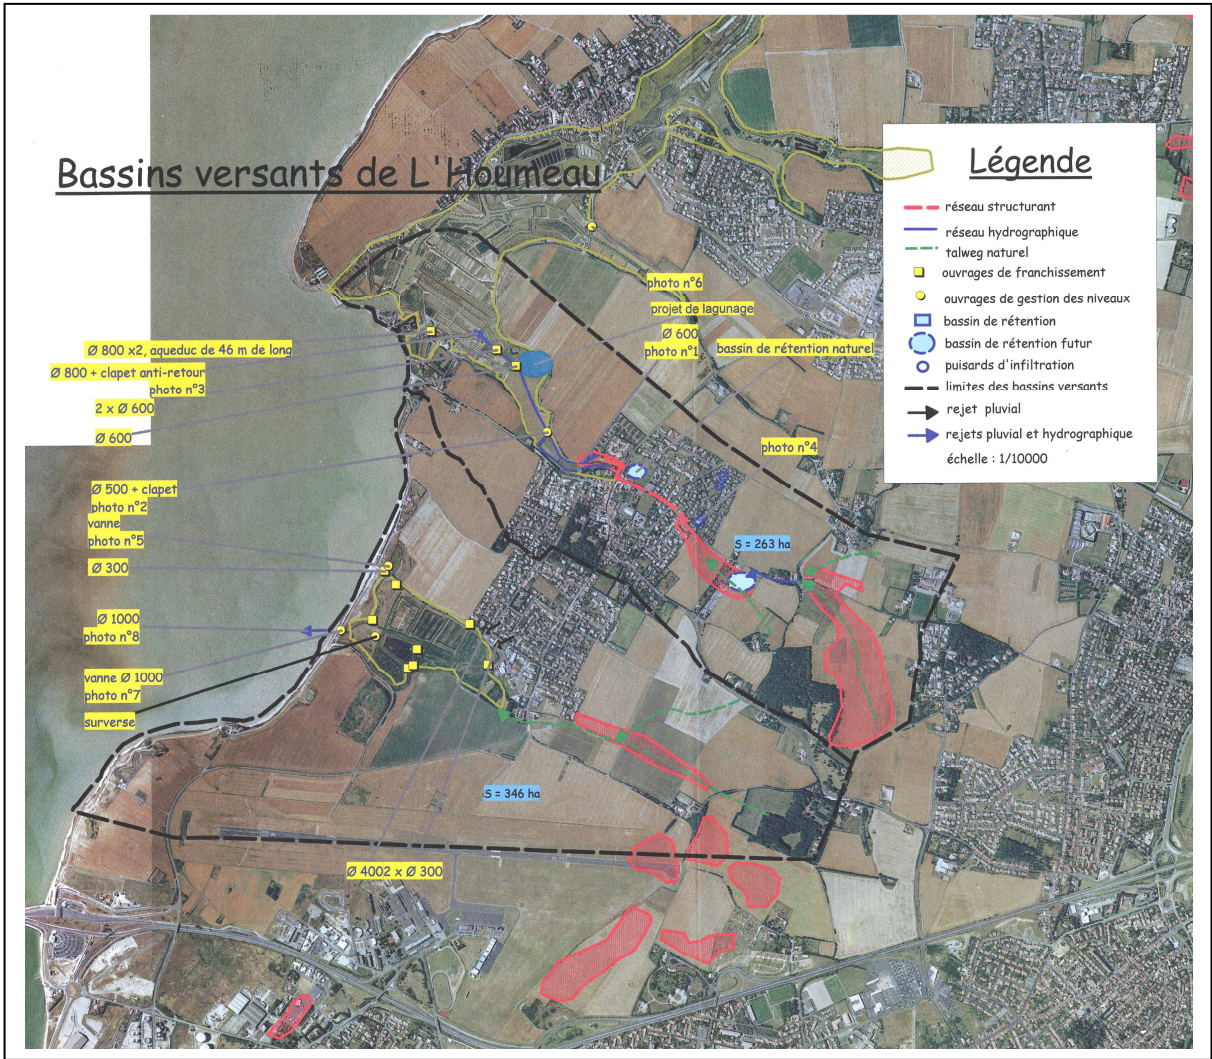 Bassins versants de L'Houmeau
Légende
réseau structurant
réseau hydrographique
talweg naturel
ouvrages de franchissement
ouvrages de gestion des niveaux
bassin de rétention
bassin de rétention futur
puisards d'infiltration
limites des bassins versants
rejet pluvial
rejets pluvial et hydrographique
échelle : 1/10000
photo n°6
projet de lagunage
Ø 600
photo n°1
bassin de rétention naturel
photo n°4
Ø 800 x2, aqueduc de 46 m de long
Ø 800 + clapet anti-retour
photo n°3
2 x Ø 600
Ø 600
Ø 500 + clapet
photo n°2
vanne
photo n°5
Ø 300
Ø 1000
photo n°8
vanne Ø 1000
photo n°7
surverse
S = 263 ha
S = 346 ha
Ø 4002 x Ø 300